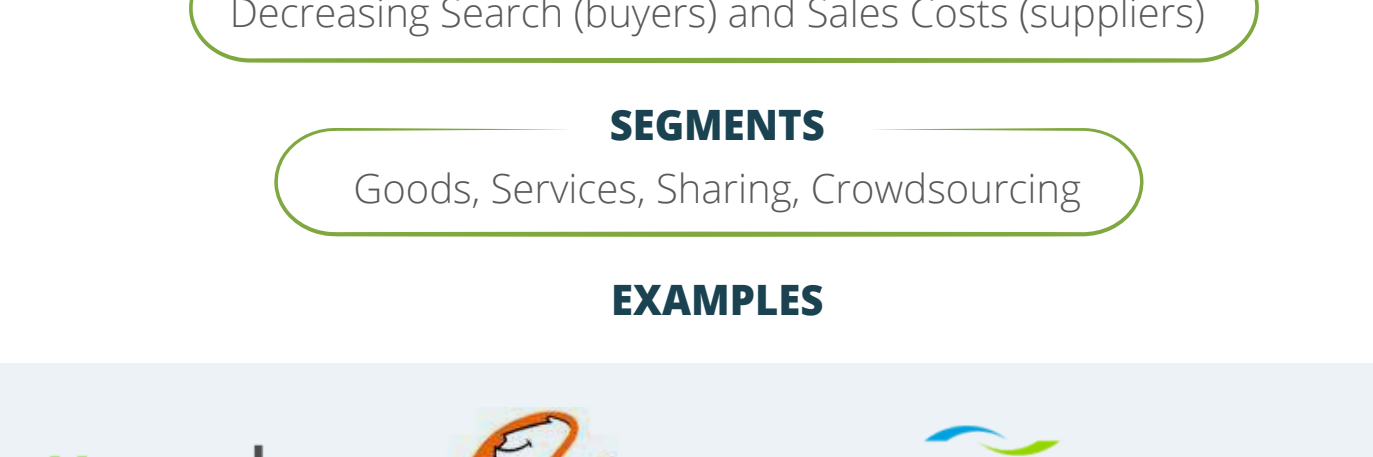 Decreasing Search (buyers) and Sales Costs (suppliers)
SEGMENTS
Goods, Services, Sharing, Crowdsourcing
EXAMPLES